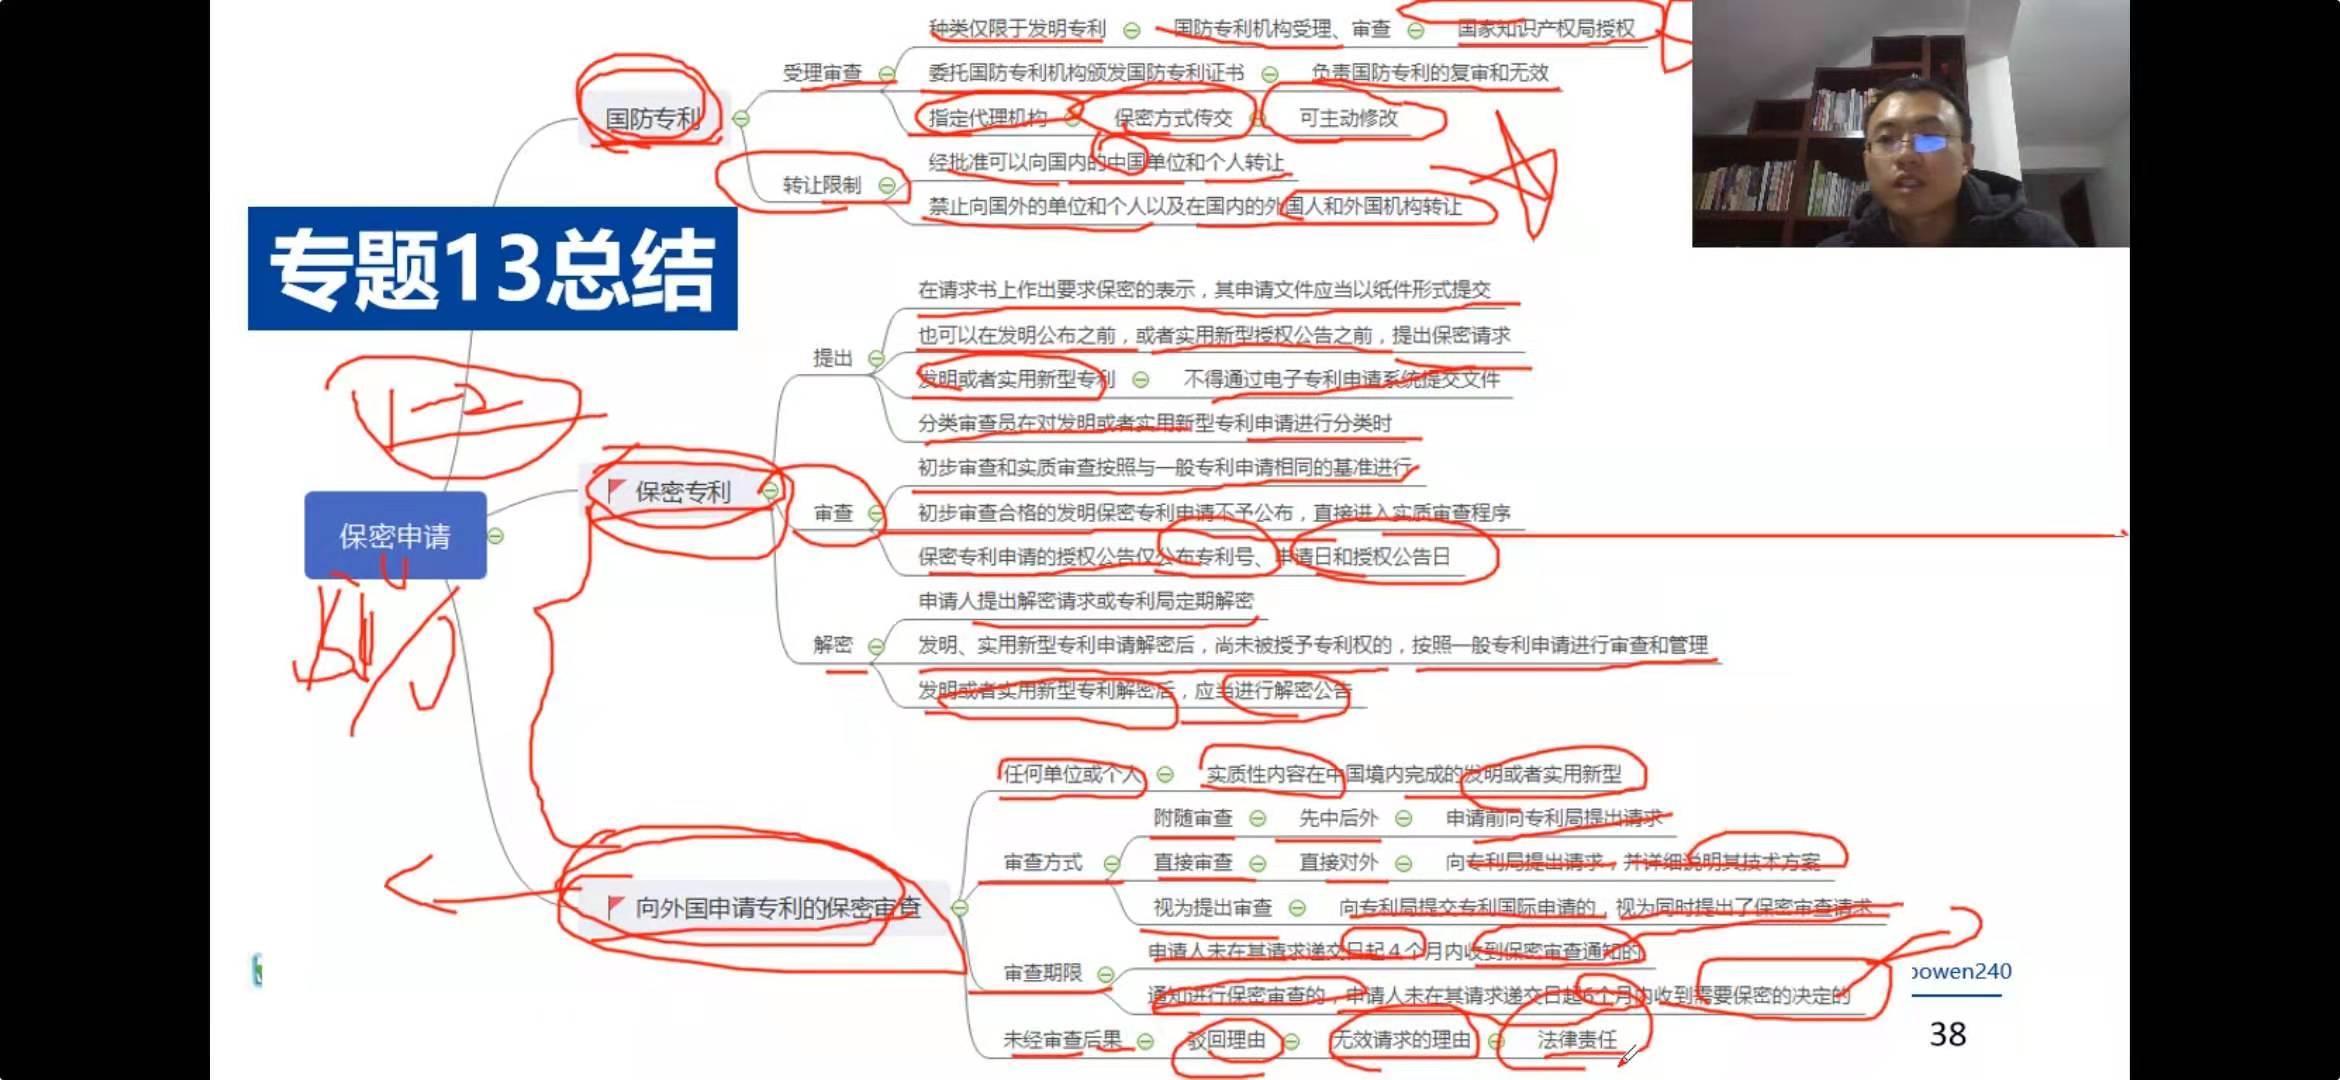 种类仅限于发明专利 国防专利机构受理、审查 国家知识产权局授权
受理审查
委托国防专利机构颁发国防专利证书 负责国防专利的复审和无效
国防专利
指定代理机构 保密方式传交 可主动修改
经批准可以向国内的中国单位和个人转让
转让限制
禁止向国外的单位和个人以及在国内的外国人和外国机构转让
专题13总结
在请求书上作出要求保密的表示，其申请文件应当以纸件形式提交
也可以在发明公布之前，或者实用新型授权公告之前，提出保密请求
提出
发明或者实用新型专利 不得通过电子专利申请系统提交文件
分类审查员在对发明或者实用新型专利申请进行分类时
1-2
保密专利
初步审查和实质审查按照与一般专利申请相同的基准进行
审查
初步审查合格的发明保密专利申请不予公布，直接进入实质审查程序
保密申请
保密专利申请的授权公告仅公布专利号、申请日和授权公告日
申请人提出解密请求或专利局定期解密
解密
发明、实用新型专利申请解密后，尚未被授予专利权的，按照一般专利申请进行审查和管理
发明或者实用新型专利解密后，应当进行解密公告
任何单位或个人 实质性内容在中国境内完成的发明或者实用新型
附随审查 先中后外 申请前向专利局提出请求
审查方式
直接审查 直接对外 向专利局提出请求，并详细说明其技术方案
向外国申请专利的保密审查
视为提出审查 向专利局提交专利国际申请的，视为同时提出了保密审查请求
申请人未在其请求递交日起4个月内收到保密审查通知的
审查期限
通知进行保密审查的，申请人未在其请求递交日起6个月内收到需要保密的决定的
未经审查后果 驳回理由 无效请求的理由 法律责任
bowen240
38